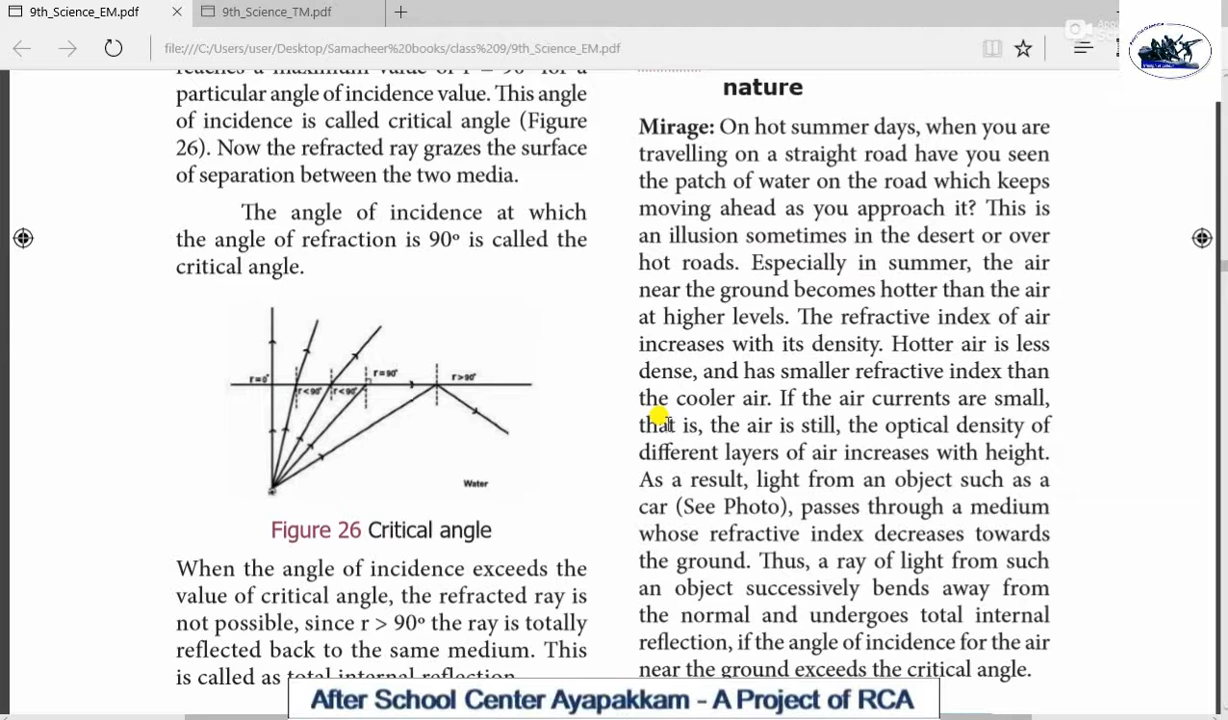 9th_Science_EM.pdf
9th_Science_TM.pdf
file:///C:/Users/user/Desktop/Samacheer%20books/class%209/9th_Science_EM.pdf
particular angle of incidence value. This angle
of incidence is called critical angle (Figure
26). Now the refracted ray grazes the surface
of separation between the two media.
The angle of incidence at which
the angle of refraction is 90º is called the
critical angle.
r=0°
r<90°
r<90°
r=90°
r>90°
Water
Figure 26 Critical angle
When the angle of incidence exceeds the
value of critical angle, the refracted ray is
not possible, since r > 90º the ray is totally
reflected back to the same medium. This
is called as total internal reflection.
nature
Mirage: On hot summer days, when you are
travelling on a straight road have you seen
the patch of water on the road which keeps
moving ahead as you approach it? This is
an illusion sometimes in the desert or over
hot roads. Especially in summer, the air
near the ground becomes hotter than the air
at higher levels. The refractive index of air
increases with its density. Hotter air is less
dense, and has smaller refractive index than
the cooler air. If the air currents are small,
that is, the air is still, the optical density of
different layers of air increases with height.
As a result, light from an object such as a
car (See Photo), passes through a medium
whose refractive index decreases towards
the ground. Thus, a ray of light from such
an object successively bends away from
the normal and undergoes total internal
reflection, if the angle of incidence for the air
near the ground exceeds the critical angle.
After School Center Ayapakkam - A Project of RCA